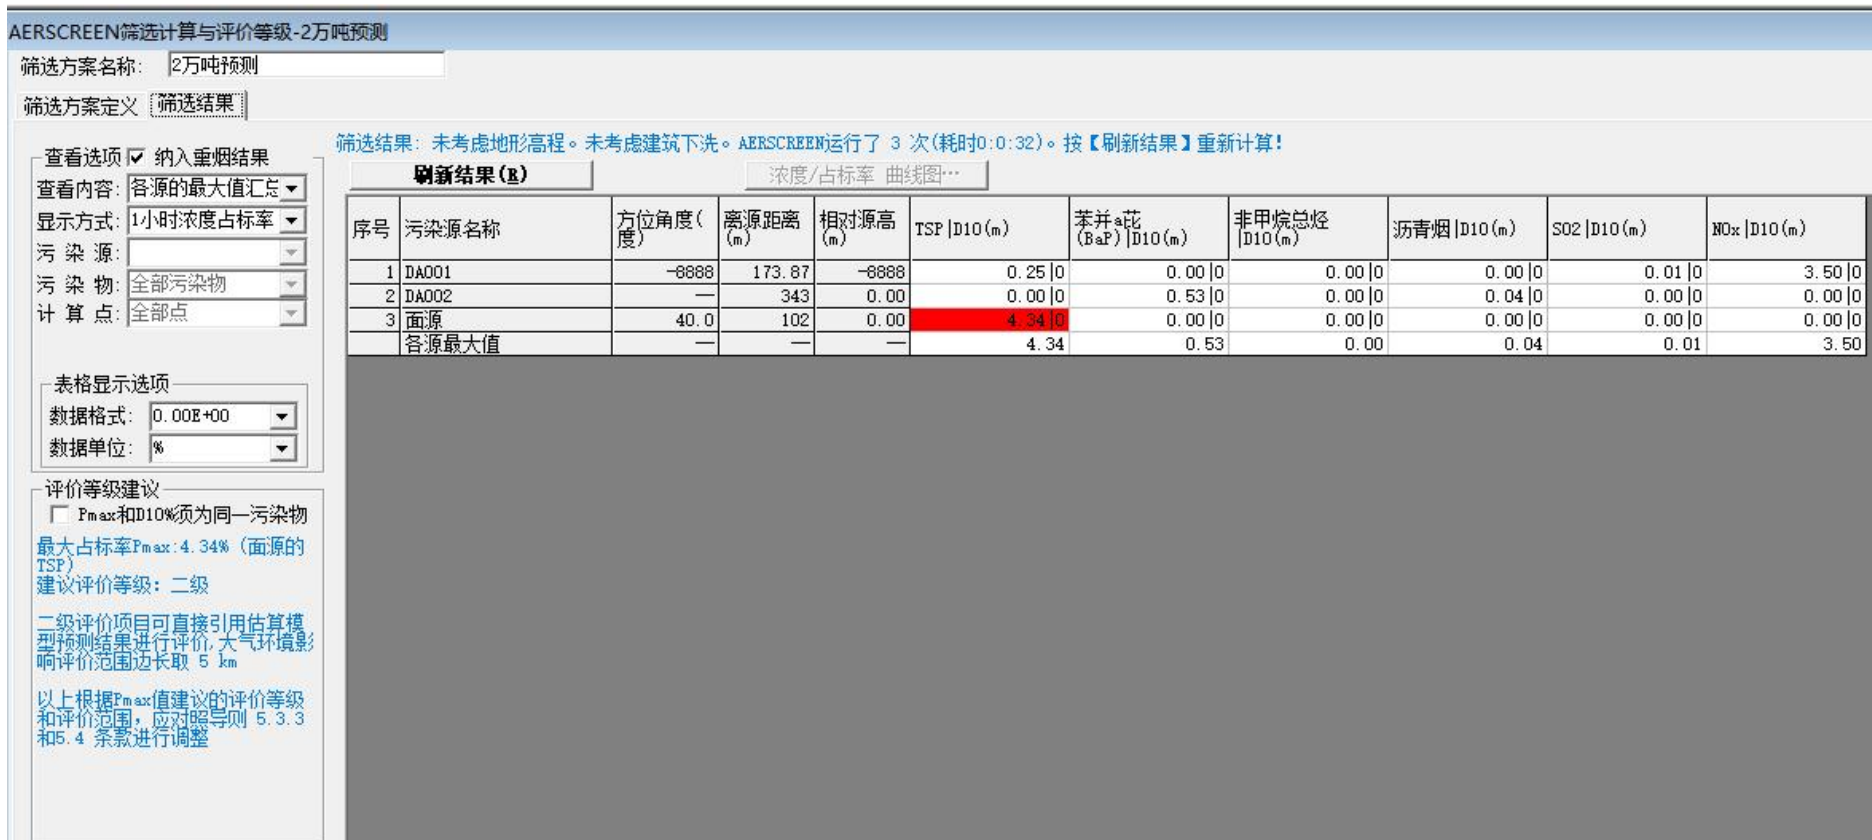 AERSCREEN筛选计算与评价等级-2万吨预测
筛选方案名称: 2万吨预测
筛选方案定义 筛选结果
筛选结果: 未考虑地形高程。未考虑建筑下洗。AERSCREEN运行了 3 次(耗时0:0:32)。按【刷新结果】重新计算!
查看选项 纳入重烟结果
查看内容: 各源的最大值汇总
显示方式: 1小时浓度占标率
污 染 源:
污 染 物: 全部污染物
计 算 点: 全部点
表格显示选项
数据格式: 0.00E+00
数据单位: %
评价等级建议
Pmax和D10%须为同一污染物
最大占标率Pmax:4.34% (面源的
TSP)
建议评价等级: 二级
二级评价项目可直接引用估算模
型预测结果进行评价,大气环境影
响评价范围边长取 5 km
以上根据Pmax值建议的评价等级
和评价范围,应对照导则 5.3.3
和5.4 条款进行调整
刷新结果(R) 浓度/占标率 曲线图…
序号 污染源名称 方位角度(度) 离源距离(m) 相对源高(m) TSP|D10(m) 苯并a芘(BaP)|D10(m) 非甲烷总烃|D10(m) 沥青烟|D10(m) SO2|D10(m) NOx|D10(m)
1 DA001 -8888 173.87 -8888 0.25|0 0.00|0 0.00|0 0.00|0 0.01|0 3.50|0
2 DA002 — 343 0.00 0.00|0 0.53|0 0.00|0 0.04|0 0.00|0 0.00|0
3 面源 40.0 102 0.00 4.34|0 0.00|0 0.00|0 0.00|0 0.00|0 0.00|0
各源最大值 — — — 4.34 0.53 0.00 0.04 0.01 3.50